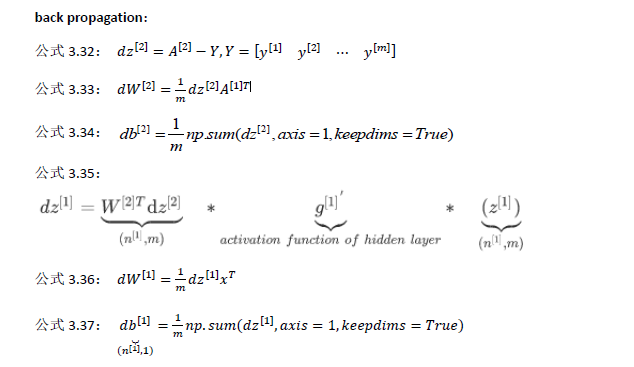 back propagation:
公式 3.32: dz^[2] = A^[2] − Y, Y = [y^[1] y^[2] ⋯ y^[m]]
公式 3.33: dW^[2] = 1/m dz^[2]A^[1]T
公式 3.34: db^[2] = 1/m np.sum(dz^[2], axis = 1, keepdims = True)
公式 3.35:
dz^[1] = W^[2]T dz^[2] * g^[1]′ * (z^[1])
(n^[1],m) activation function of hidden layer (n^[1],m)
公式 3.36: dW^[1] = 1/m dz^[1]x^T
公式 3.37: db^[1] = 1/m np.sum(dz^[1], axis = 1, keepdims = True)
(n^[1],1)